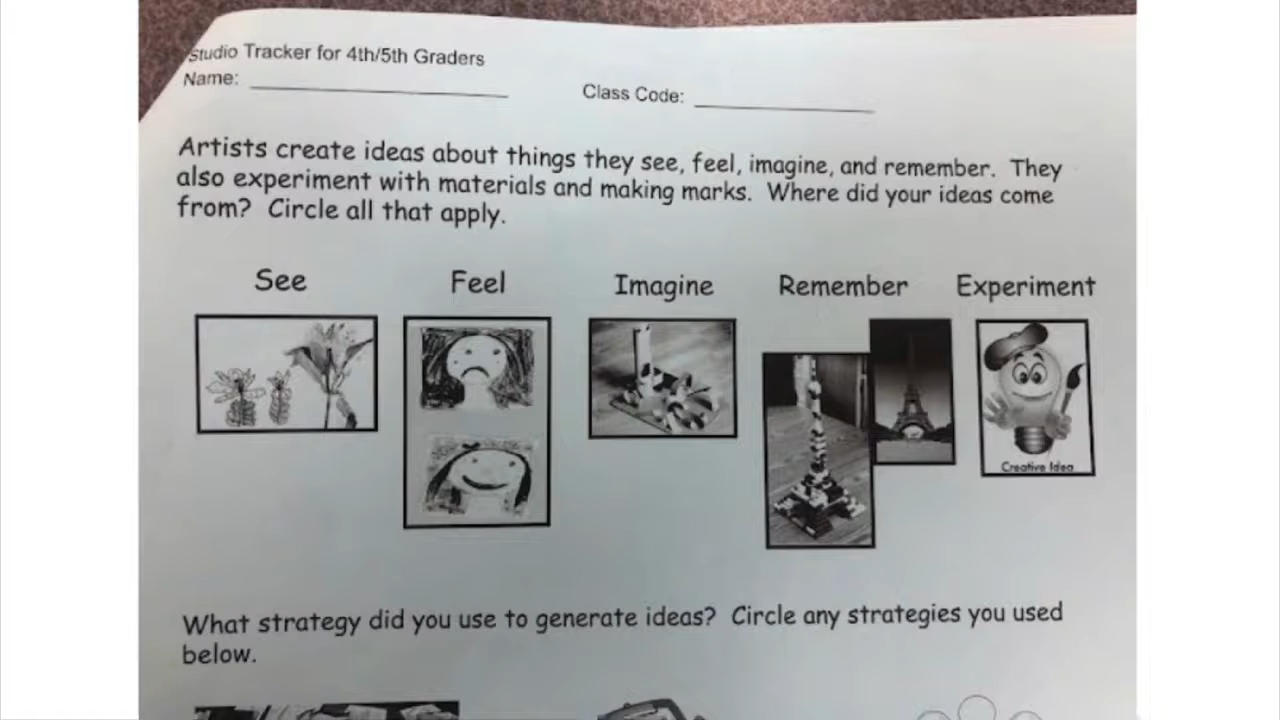 Studio Tracker for 4th/5th Graders
Name: Class Code:
Artists create ideas about things they see, feel, imagine, and remember. They
also experiment with materials and making marks. Where did your ideas come
from? Circle all that apply.
See Feel Imagine Remember Experiment
Creative Idea
What strategy did you use to generate ideas? Circle any strategies you used
below.